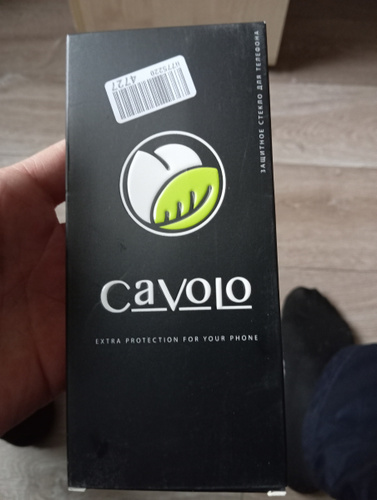 4727
ЗАЩИТНОЕ СТЕКЛО ДЛЯ ТЕЛЕФОНА
CaVOLO
EXTRA PROTECTION FOR YOUR PHONE